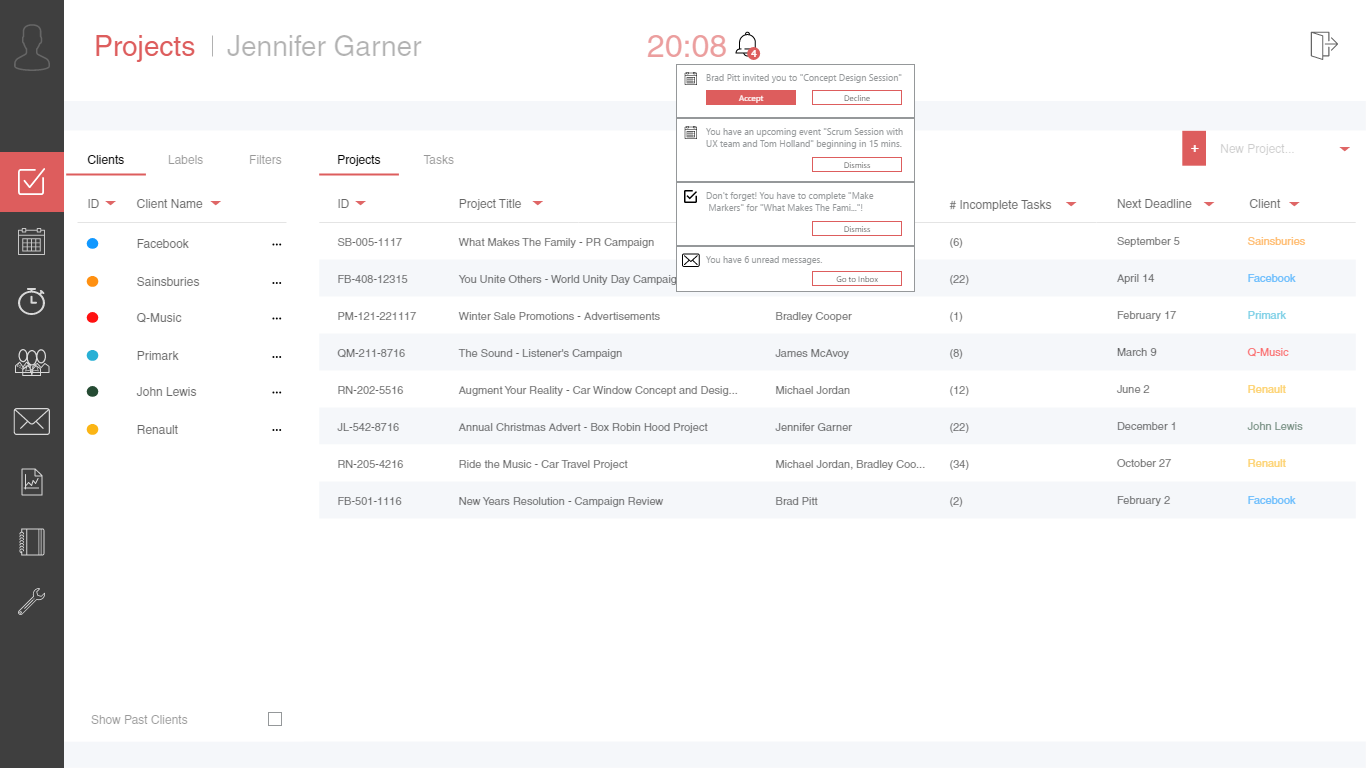 Projects | Jennifer Garner
20:08
4
Brad Pitt invited you to "Concept Design Session"
Accept Decline
You have an upcoming event "Scrum Session with
UX team and Tom Holland" beginning in 15 mins.
Dismiss
Don't forget! You have to complete "Make
Markers" for "What Makes The Fami..."!
Dismiss
You have 6 unread messages.
Go to Inbox
Clients Labels Filters
ID Client Name
Facebook ...
Sainsburies ...
Q-Music ...
Primark ...
John Lewis ...
Renault ...
Show Past Clients
Projects Tasks
+ New Project...
ID Project Title # Incomplete Tasks Next Deadline Client
SB-005-1117 What Makes The Family - PR Campaign (6) September 5 Sainsburies
FB-408-12315 You Unite Others - World Unity Day Campaig (22) April 14 Facebook
PM-121-221117 Winter Sale Promotions - Advertisements Bradley Cooper (1) February 17 Primark
QM-211-8716 The Sound - Listener's Campaign James McAvoy (8) March 9 Q-Music
RN-202-5516 Augment Your Reality - Car Window Concept and Desig... Michael Jordan (12) June 2 Renault
JL-542-8716 Annual Christmas Advert - Box Robin Hood Project Jennifer Garner (22) December 1 John Lewis
RN-205-4216 Ride the Music - Car Travel Project Michael Jordan, Bradley Coo... (34) October 27 Renault
FB-501-1116 New Years Resolution - Campaign Review Brad Pitt (2) February 2 Facebook